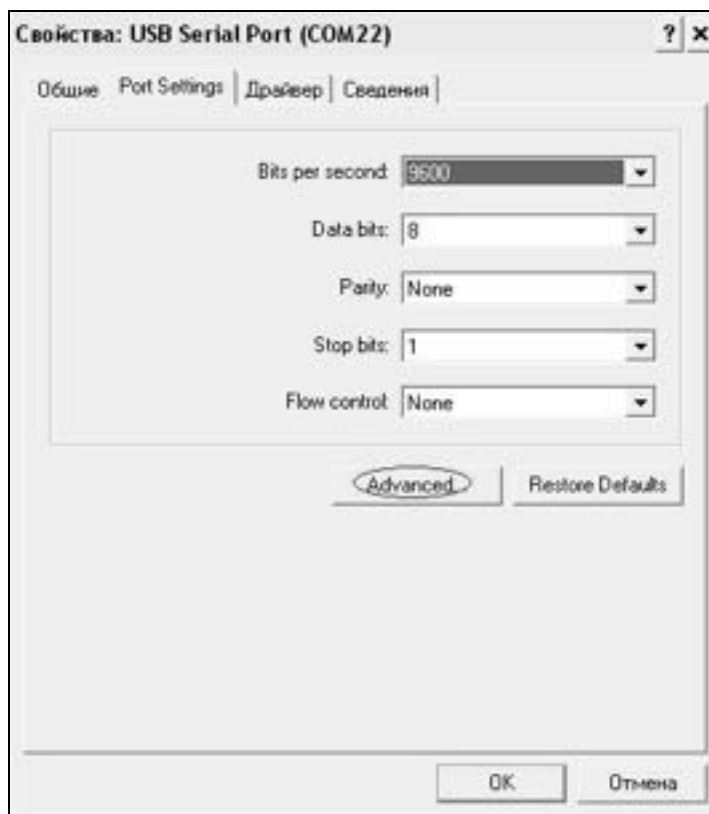 Свойства: USB Serial Port (COM22)
Общие Port Settings Драйвер Сведения
Bits per second: 9600
Data bits: 8
Parity: None
Stop bits: 1
Flow control: None
Advanced... Restore Defaults
OK Отмена